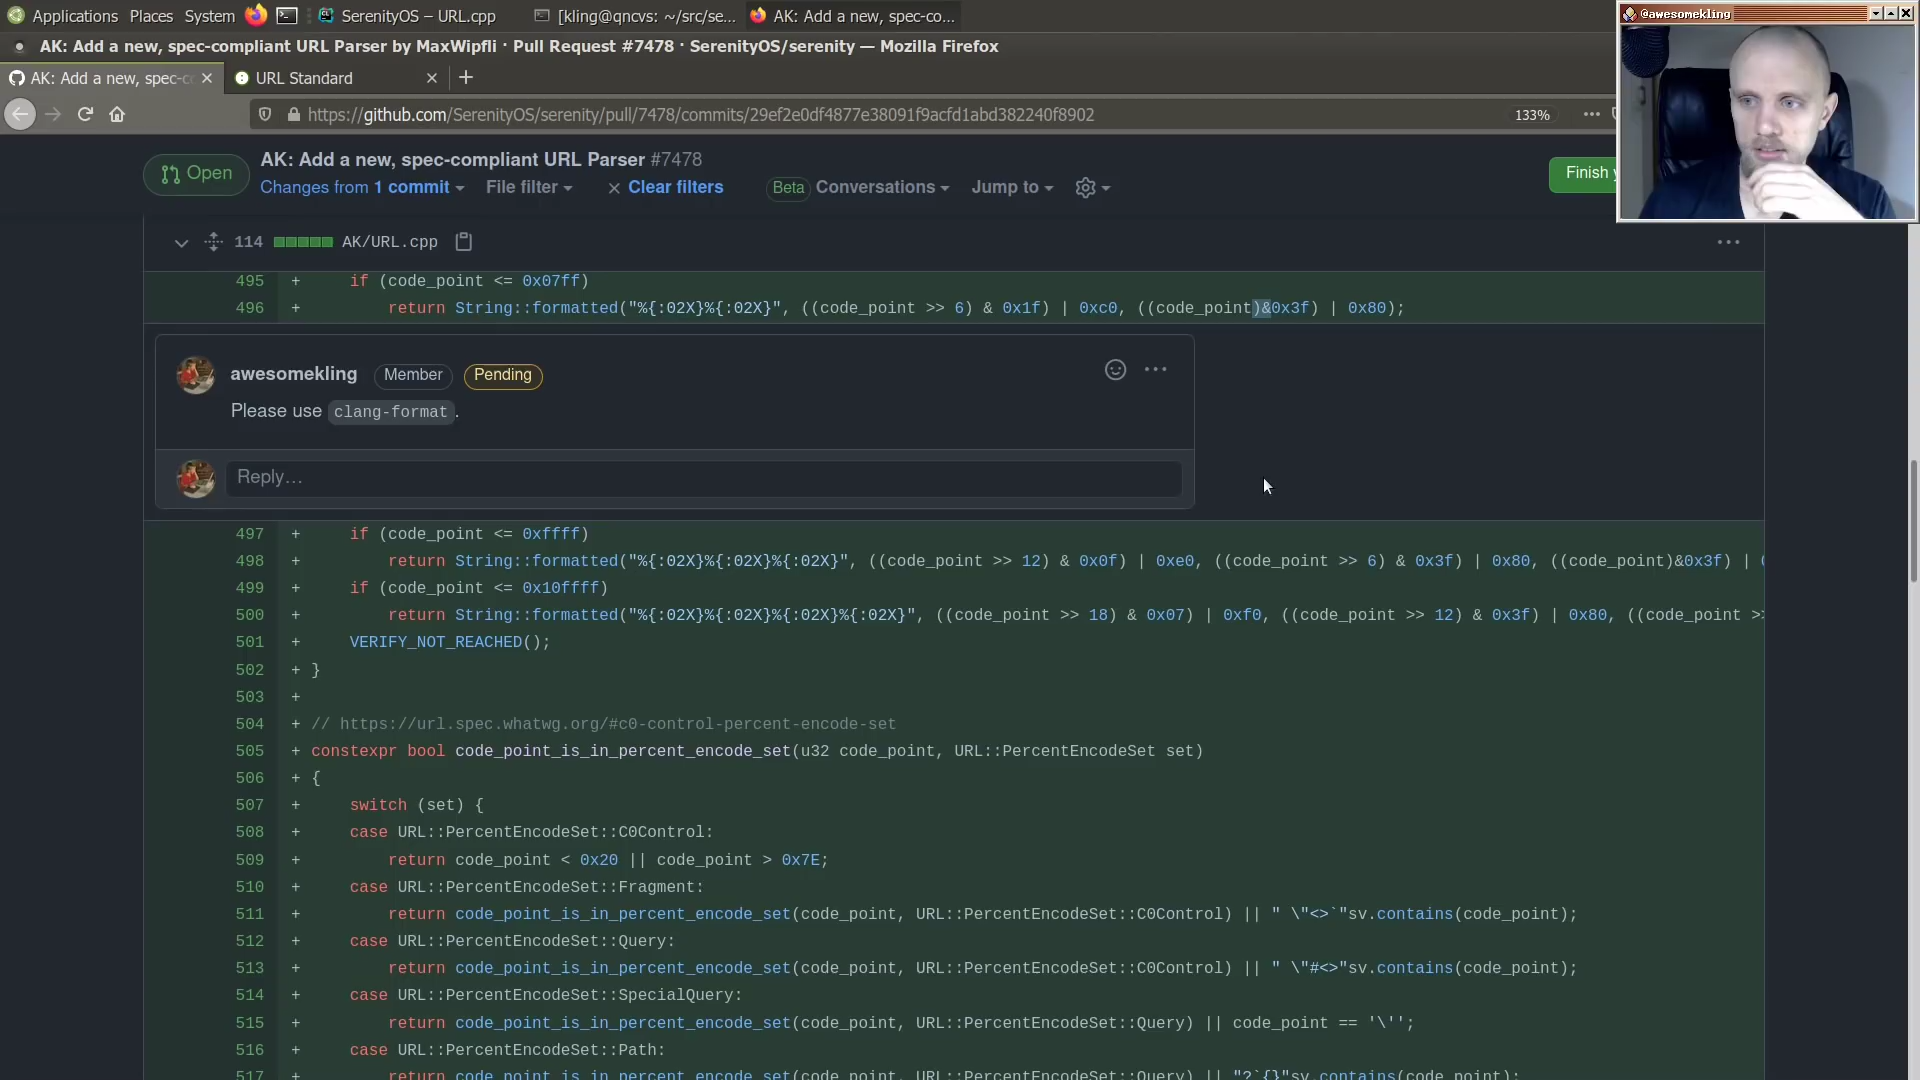 Applications Places System SerenityOS – URL.cpp [kling@qncvs: ~/src/se... AK: Add a new, spec-co...
@awesomekling
AK: Add a new, spec-compliant URL Parser by MaxWipfli · Pull Request #7478 · SerenityOS/serenity — Mozilla Firefox
AK: Add a new, spec-c URL Standard
https://github.com/SerenityOS/serenity/pull/7478/commits/29ef2e0df4877e38091f9acfd1abd382240f8902 133%
Open
AK: Add a new, spec-compliant URL Parser #7478
Changes from 1 commit File filter Clear filters Beta Conversations Jump to
Finish
114 AK/URL.cpp
495 + if (code_point <= 0x07ff)
496 + return String::formatted("%{:02X}%{:02X}", ((code_point >> 6) & 0x1f) | 0xc0, ((code_point)&0x3f) | 0x80);
awesomekling Member Pending
Please use clang-format.
Reply...
497 + if (code_point <= 0xffff)
498 + return String::formatted("%{:02X}%{:02X}%{:02X}", ((code_point >> 12) & 0x0f) | 0xe0, ((code_point >> 6) & 0x3f) | 0x80, ((code_point)&0x3f) |
499 + if (code_point <= 0x10ffff)
500 + return String::formatted("%{:02X}%{:02X}%{:02X}%{:02X}", ((code_point >> 18) & 0x07) | 0xf0, ((code_point >> 12) & 0x3f) | 0x80, ((code_point >
501 + VERIFY_NOT_REACHED();
502 + }
503 +
504 + // https://url.spec.whatwg.org/#c0-control-percent-encode-set
505 + constexpr bool code_point_is_in_percent_encode_set(u32 code_point, URL::PercentEncodeSet set)
506 + {
507 + switch (set) {
508 + case URL::PercentEncodeSet::C0Control:
509 + return code_point < 0x20 || code_point > 0x7E;
510 + case URL::PercentEncodeSet::Fragment:
511 + return code_point_is_in_percent_encode_set(code_point, URL::PercentEncodeSet::C0Control) || " \"<>`"sv.contains(code_point);
512 + case URL::PercentEncodeSet::Query:
513 + return code_point_is_in_percent_encode_set(code_point, URL::PercentEncodeSet::C0Control) || " \"#<>"sv.contains(code_point);
514 + case URL::PercentEncodeSet::SpecialQuery:
515 + return code_point_is_in_percent_encode_set(code_point, URL::PercentEncodeSet::Query) || code_point == '\'';
516 + case URL::PercentEncodeSet::Path:
517 + return code_point_is_in_percent_encode_set(code_point, URL::PercentEncodeSet::Query) || "?`{}"sv.contains(code_point);